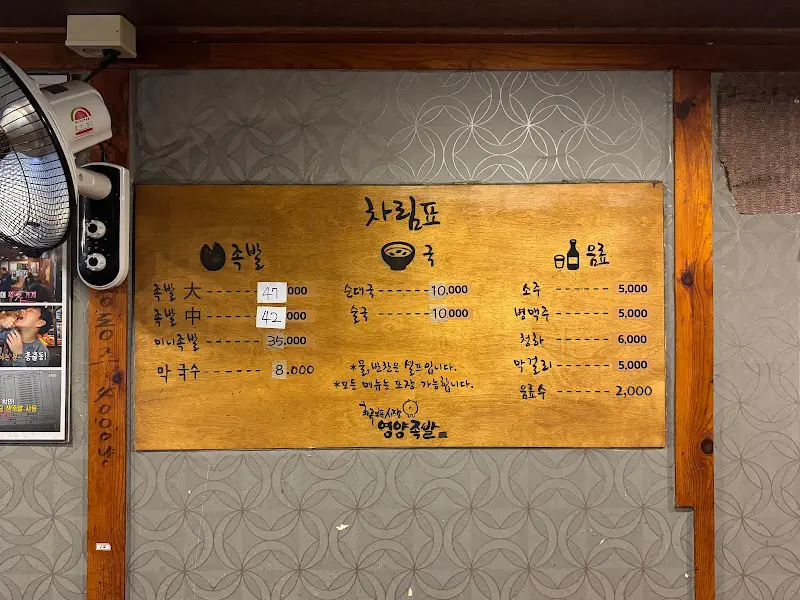 차림표
족발
족발 大 ------- 47,000
족발 中 ------- 42,000
미니족발 ------- 35,000
막국수 ------- 8,000
국
순대국 ------- 10,000
술국 ------- 10,000
*물, 반찬은 셀프입니다.
*모든 메뉴는 포장 가능합니다.
영양족발
음료
소주 ------- 5,000
병맥주 ------- 5,000
청하 ------- 6,000
막걸리 ------- 5,000
음료수 ------- 2,000